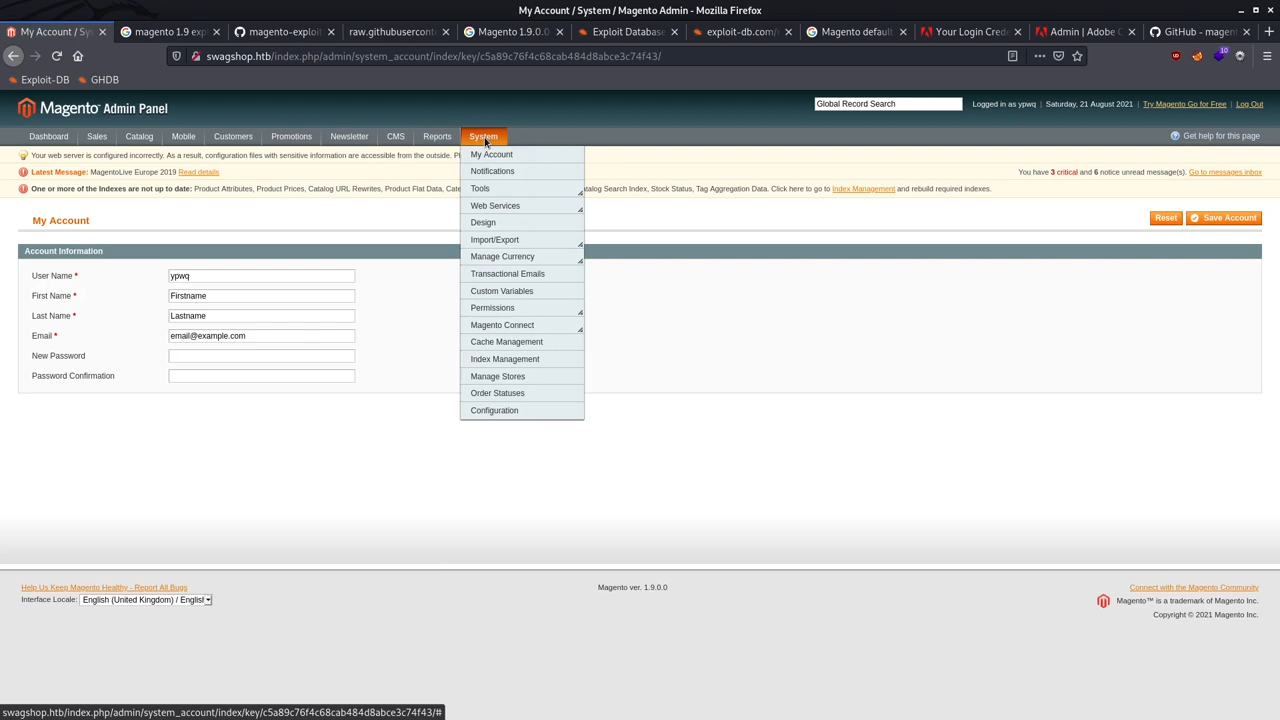 My Account / System / Magento Admin - Mozilla Firefox
My Account / Sys
magento 1.9 expl
magento-exploit
raw.githubusercont
Magento 1.9.0.0
Exploit Database
exploit-db.com/
Magento default
Your Login Crede
Admin | Adobe C
GitHub - magent
swagshop.htb/index.php/admin/system_account/index/key/c5a89c76f4c68cab484d8abce3c74f43/
10
Exploit-DB
GHDB
Magento Admin Panel
Global Record Search
Logged in as ypwq | Saturday, 21 August 2021 | Try Magento Go for Free | Log Out
Dashboard
Sales
Catalog
Mobile
Customers
Promotions
Newsletter
CMS
Reports
System
Get help for this page
Your web server is configured incorrectly. As a result, configuration files with sensitive information are accessible from the outside. Pl
Latest Message: MagentoLive Europe 2019 Read details
You have 3 critical and 6 notice unread message(s). Go to messages inbox
One or more of the Indexes are not up to date: Product Attributes, Product Prices, Catalog URL Rewrites, Product Flat Data, Cate
atalog Search Index, Stock Status, Tag Aggregation Data. Click here to go to Index Management and rebuild required indexes.
My Account
Notifications
Tools
Web Services
Design
Import/Export
Manage Currency
Transactional Emails
Custom Variables
Permissions
Magento Connect
Cache Management
Index Management
Manage Stores
Order Statuses
Configuration
My Account
Reset
Save Account
Account Information
User Name * ypwq
First Name * Firstname
Last Name * Lastname
Email * email@example.com
New Password
Password Confirmation
Help Us Keep Magento Healthy - Report All Bugs
Interface Locale: English (United Kingdom) / Englis
Magento ver. 1.9.0.0
Connect with the Magento Community
Magento™ is a trademark of Magento Inc.
Copyright © 2021 Magento Inc.
swagshop.htb/index.php/admin/system_account/index/key/c5a89c76f4c68cab484d8abce3c74f43/#